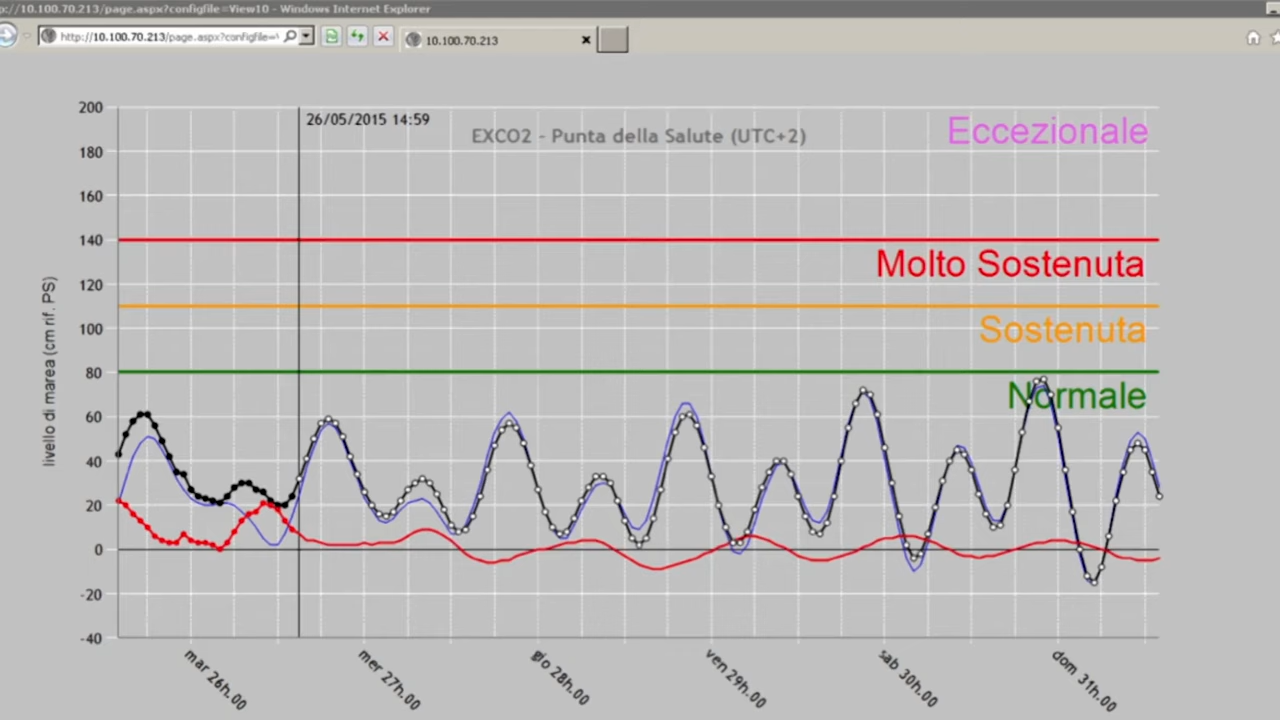 p://10.100.70.213/page.aspx?configfile=View10 - Windows Internet Explorer
http://10.100.70.213/page.aspx?configfile=
10.100.70.213
200
180
160
140
120
100
80
60
40
20
0
-20
-40
livello di marea (cm rif. PS)
26/05/2015 14:59
EXCO2 - Punta della Salute (UTC+2)
Eccezionale
Molto Sostenuta
Sostenuta
Normale
mar 26h.00
mer 27h.00
gio 28h.00
ven 29h.00
sab 30h.00
dom 31h.00